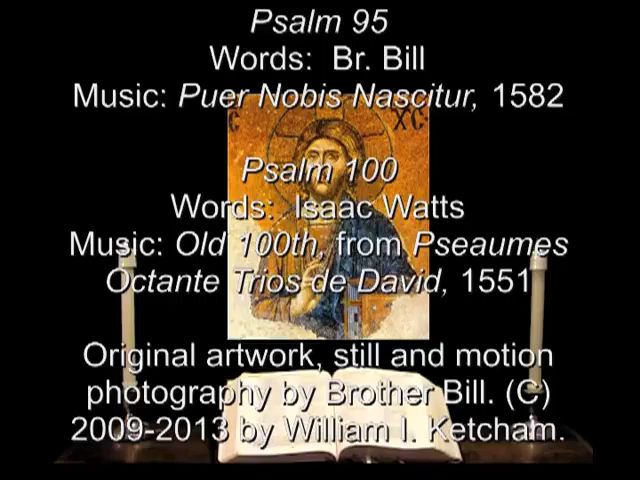 Psalm 95
Words: Br. Bill
Music: Puer Nobis Nascitur, 1582
C XC
Psalm 100
Words: Isaac Watts
Music: Old 100th, from Pseaumes
Octante Trios de David, 1551
Original artwork, still and motion
photography by Brother Bill. (C)
2009-2013 by William I. Ketcham.